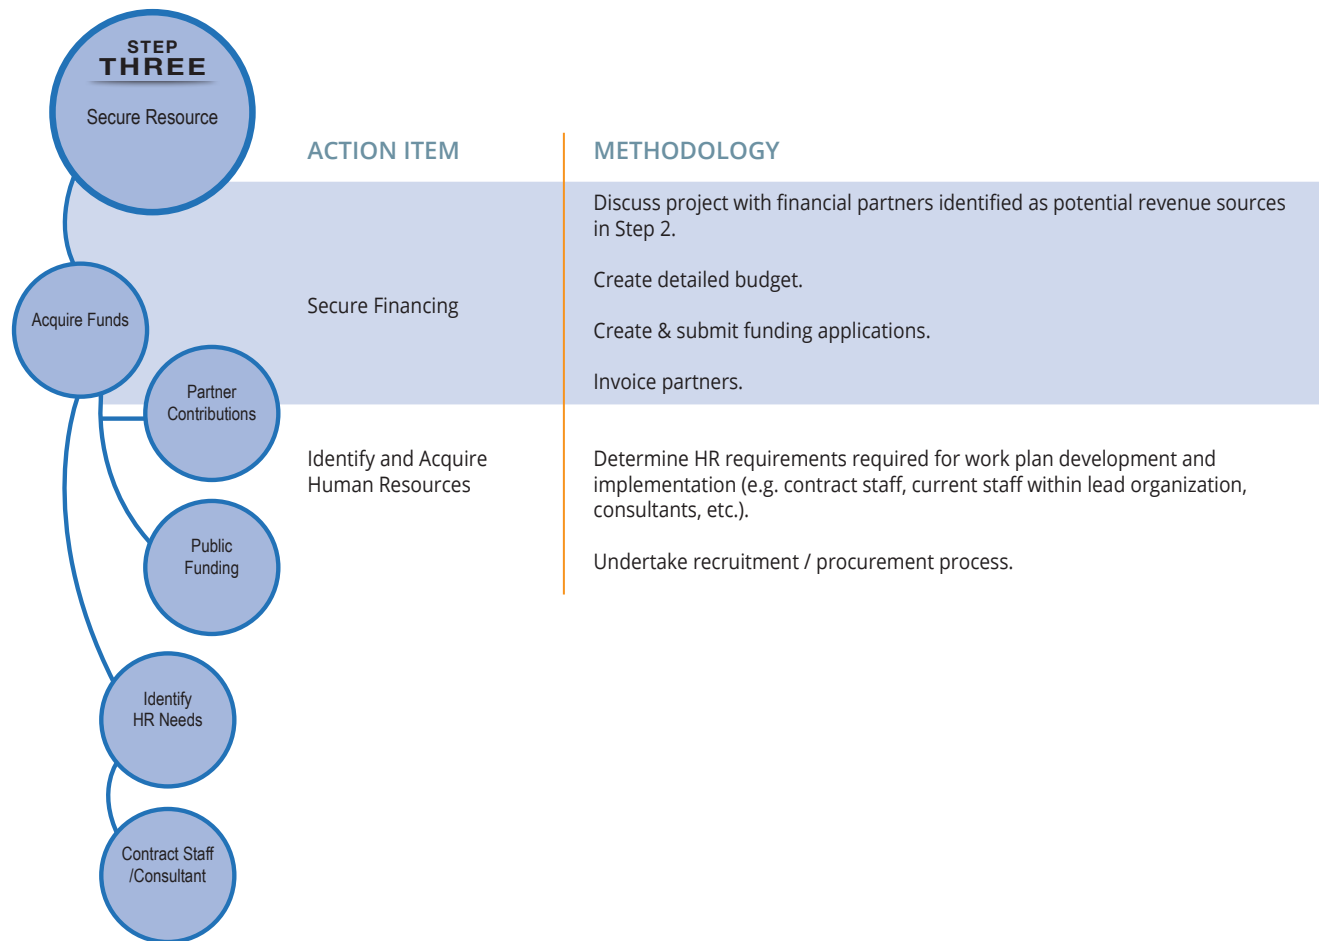 STEP
THREE
Secure Resource
ACTION ITEM
METHODOLOGY
Acquire Funds
Secure Financing
Discuss project with financial partners identified as potential revenue sources
in Step 2.
Create detailed budget.
Create & submit funding applications.
Invoice partners.
Partner
Contributions
Identify and Acquire
Human Resources
Determine HR requirements required for work plan development and
implementation (e.g. contract staff, current staff within lead organization,
consultants, etc.).
Undertake recruitment / procurement process.
Public
Funding
Identify
HR Needs
Contract Staff
/Consultant